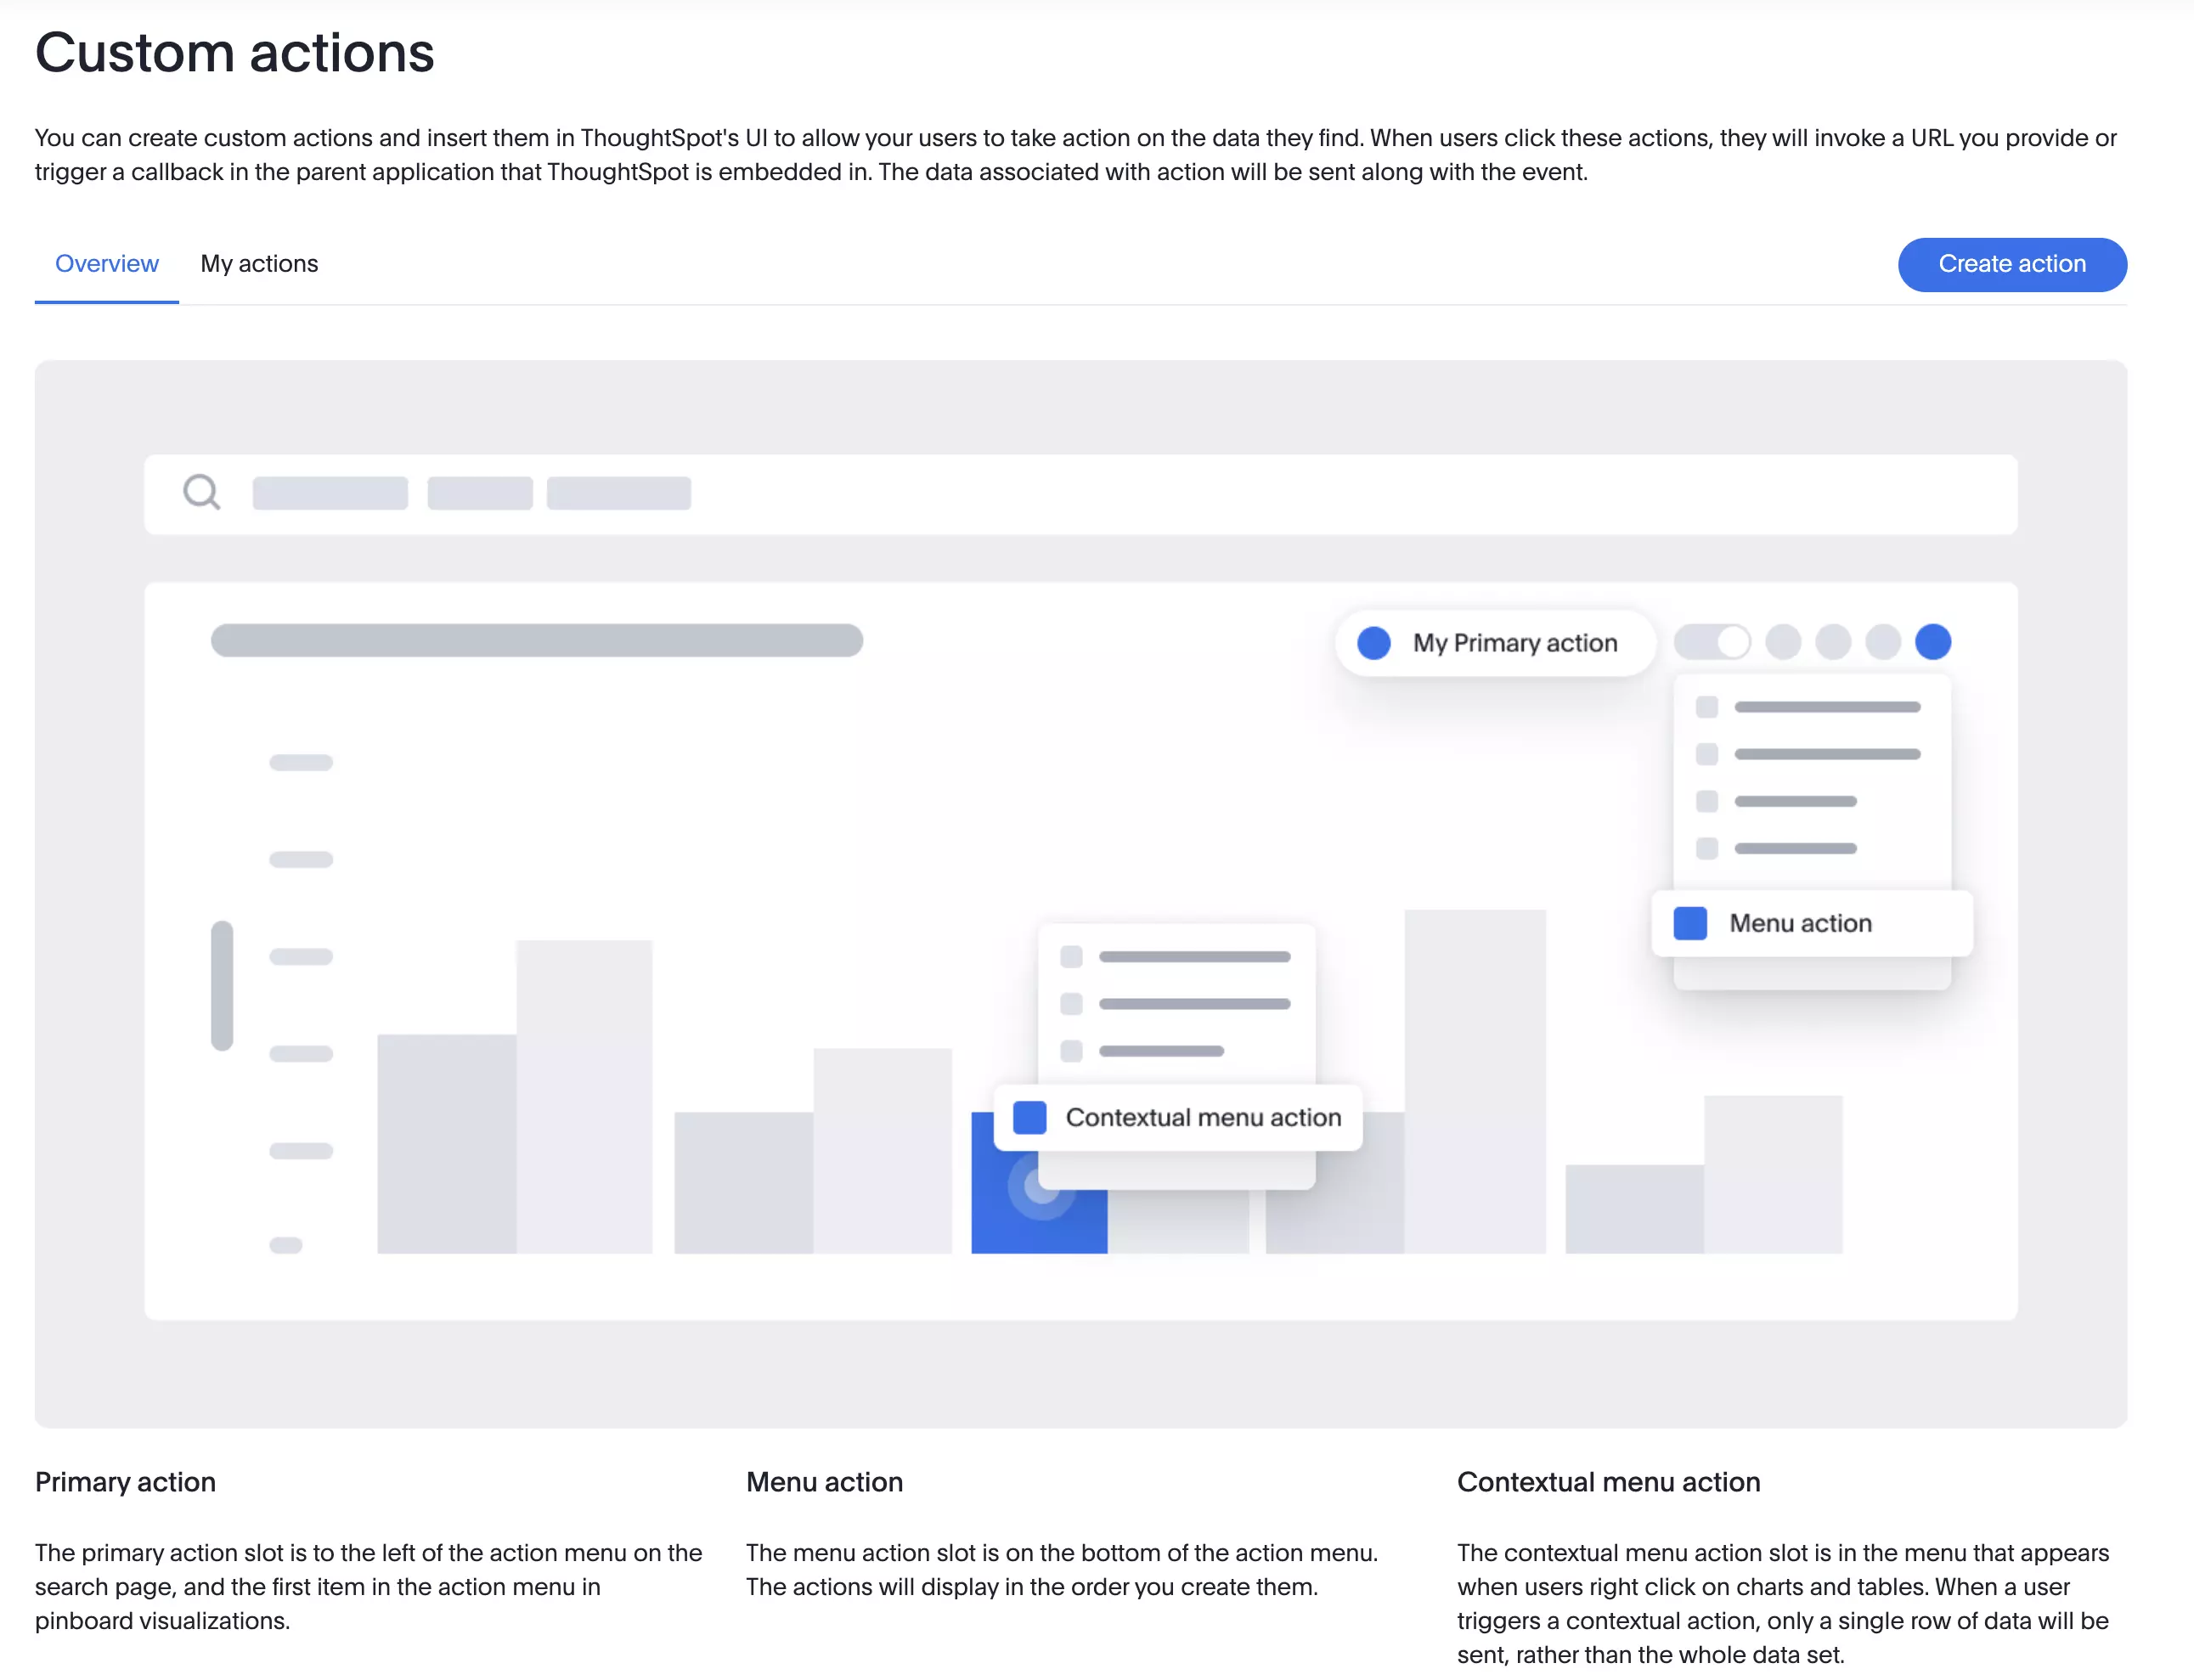 Custom actions
You can create custom actions and insert them in ThoughtSpot's UI to allow your users to take action on the data they find. When users click these actions, they will invoke a URL you provide or
trigger a callback in the parent application that ThoughtSpot is embedded in. The data associated with action will be sent along with the event.
Overview
My actions
Create action
My Primary action
Menu action
Contextual menu action
Primary action
The primary action slot is to the left of the action menu on the
search page, and the first item in the action menu in
pinboard visualizations.
Menu action
The menu action slot is on the bottom of the action menu.
The actions will display in the order you create them.
Contextual menu action
The contextual menu action slot is in the menu that appears
when users right click on charts and tables. When a user
triggers a contextual action, only a single row of data will be
sent, rather than the whole data set.